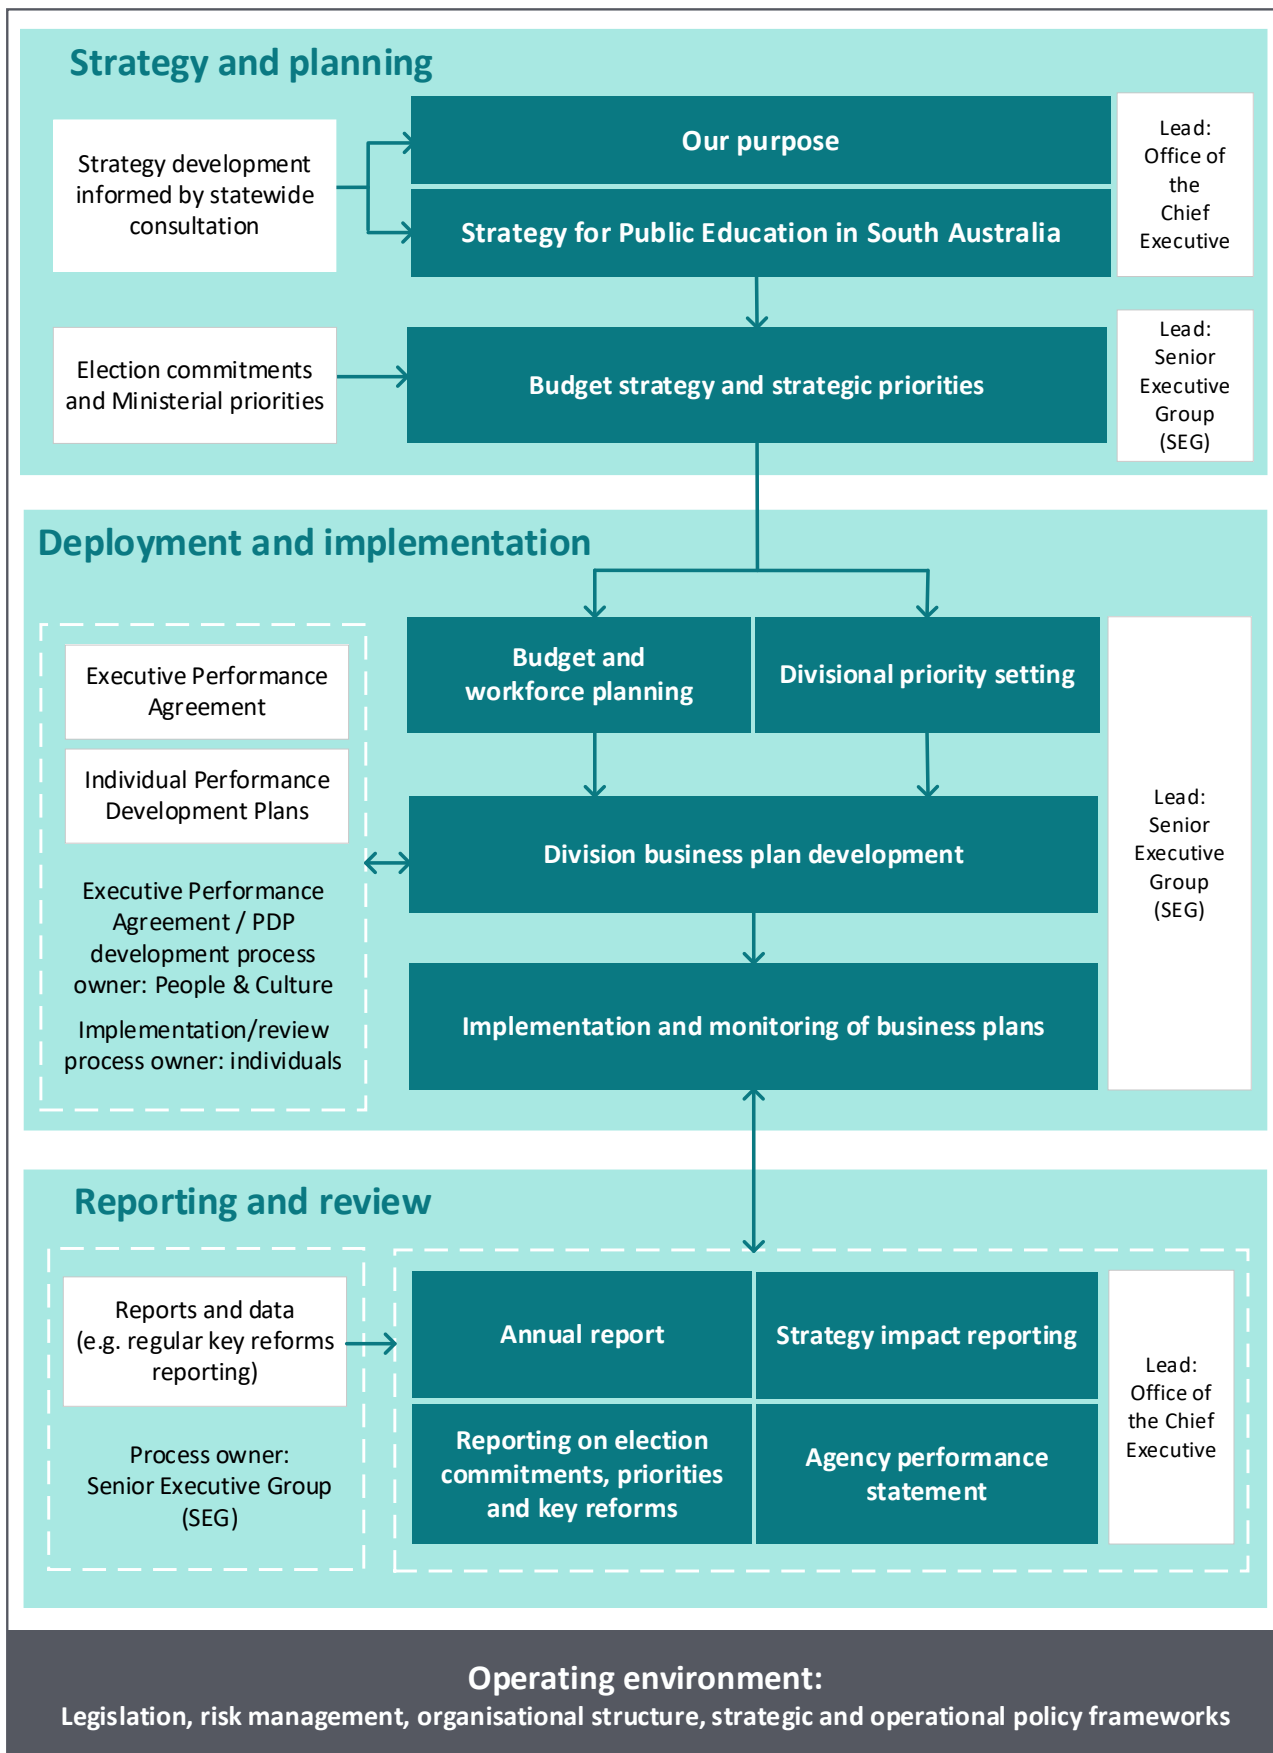 Strategy and planning
Strategy development
informed by statewide
consultation
Our purpose
Strategy for Public Education in South Australia
Lead:
Office of
the
Chief
Executive
Election commitments
and Ministerial priorities
Budget strategy and strategic priorities
Lead:
Senior
Executive
Group
(SEG)
Deployment and implementation
Executive Performance
Agreement
Individual Performance
Development Plans
Executive Performance
Agreement / PDP
development process
owner: People & Culture
Implementation/review
process owner: individuals
Budget and
workforce planning
Divisional priority setting
Division business plan development
Implementation and monitoring of business plans
Lead:
Senior
Executive
Group
(SEG)
Reporting and review
Reports and data
(e.g. regular key reforms
reporting)
Process owner:
Senior Executive Group
(SEG)
Annual report
Strategy impact reporting
Reporting on election
commitments, priorities
and key reforms
Agency performance
statement
Lead:
Office of
the Chief
Executive
Operating environment:
Legislation, risk management, organisational structure, strategic and operational policy frameworks